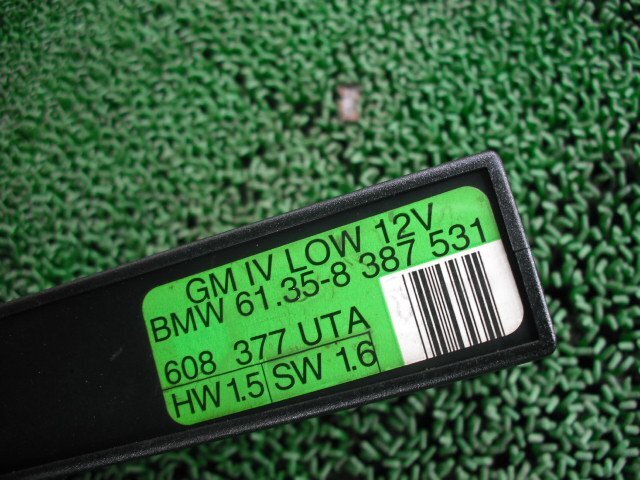 GM IV LOW 12V
BMW 61.35-8 387 531
608 377 UTA
HW 1.5 SW 1.6